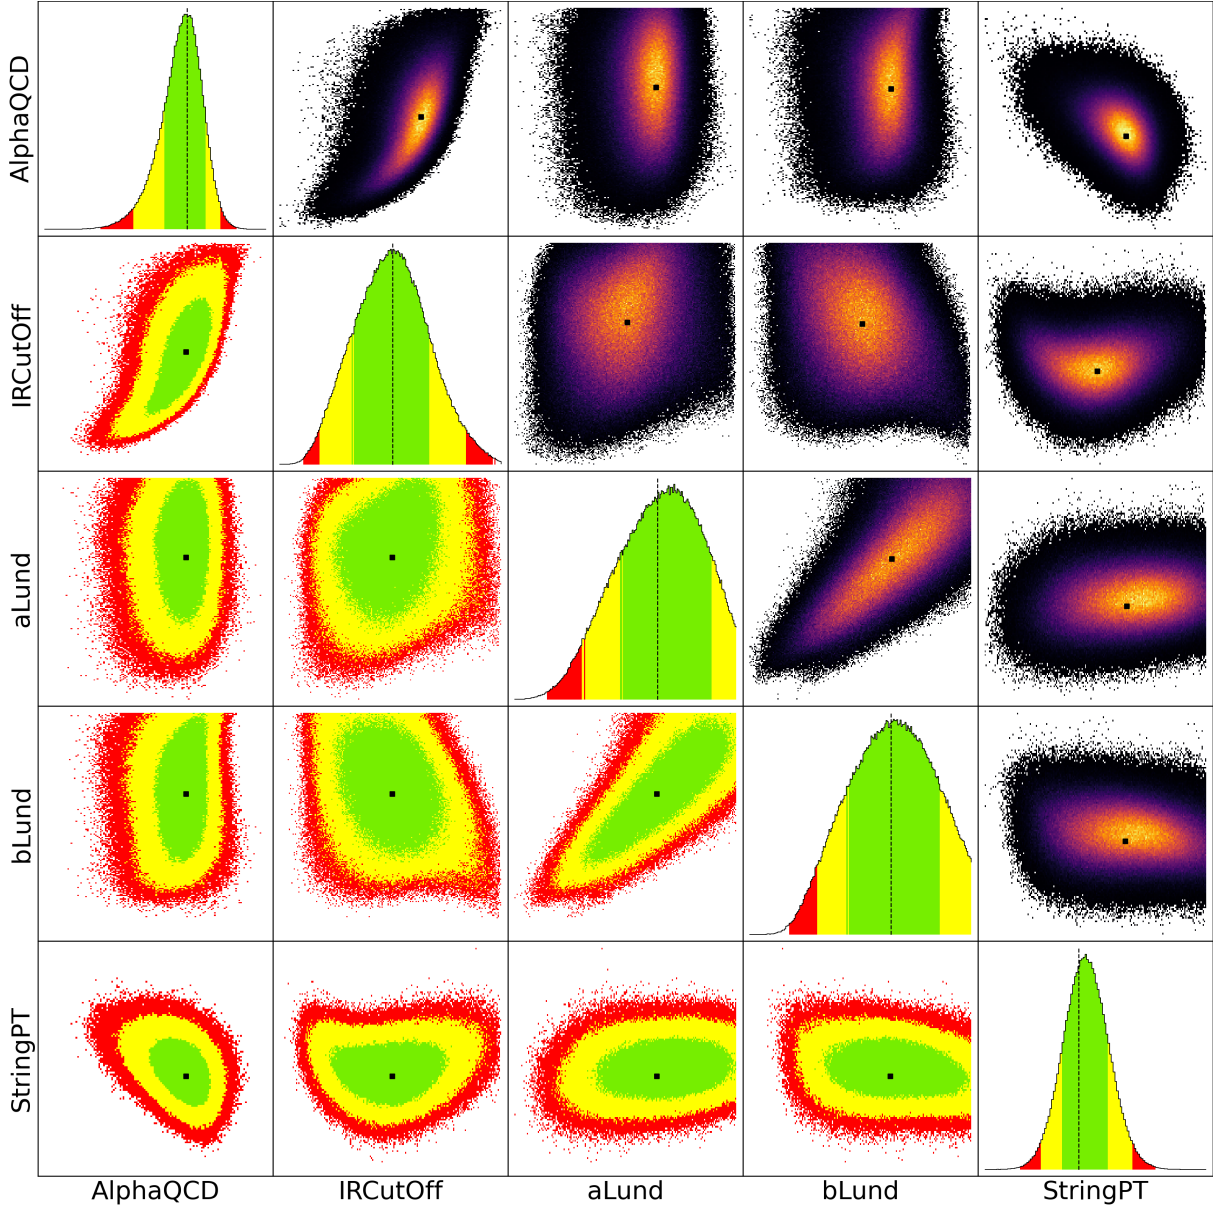 AlphaQCD
IRCutOff
aLund
bLund
StringPT
AlphaQCD
IRCutOff
aLund
bLund
StringPT